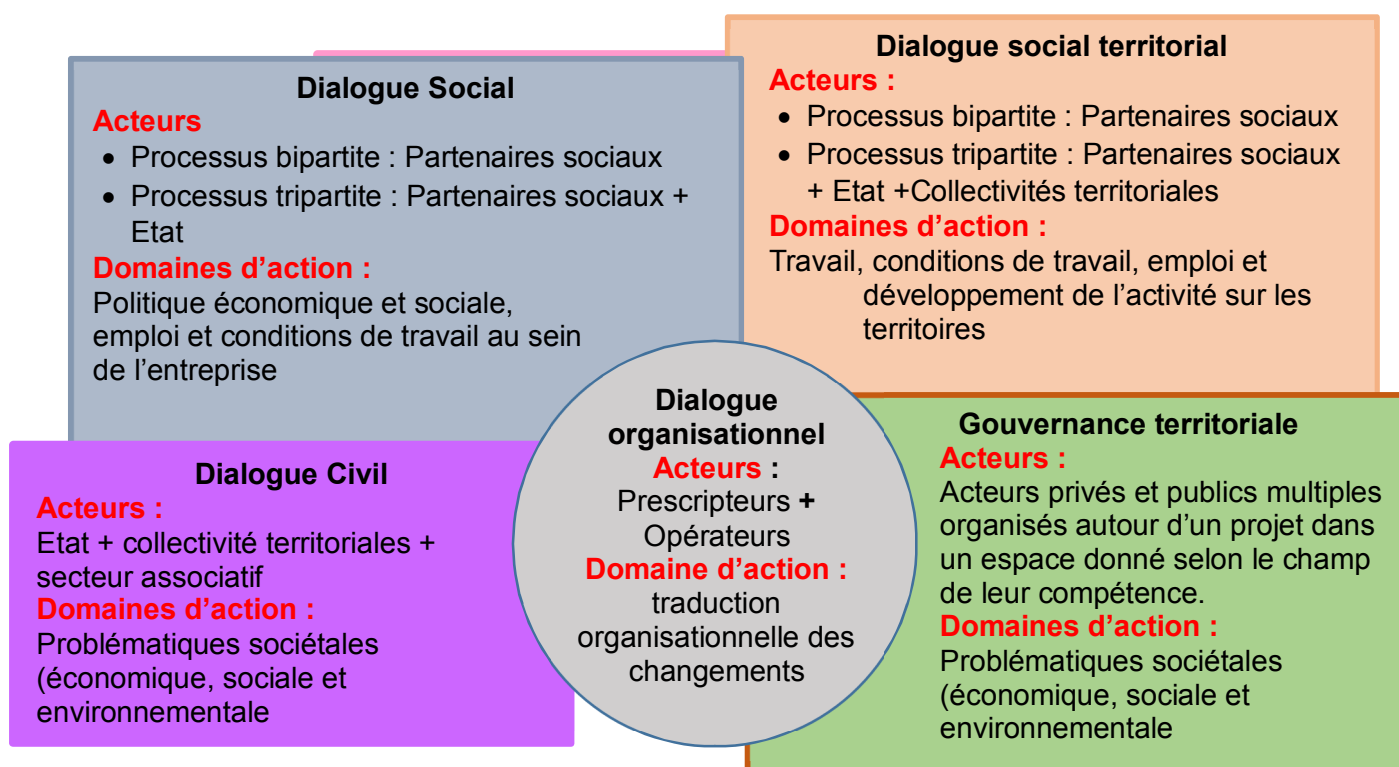 Dialogue Social
Acteurs
• Processus bipartite : Partenaires sociaux
• Processus tripartite : Partenaires sociaux +
Etat
Domaines d’action :
Politique économique et sociale,
emploi et conditions de travail au sein
de l’entreprise
Dialogue social territorial
Acteurs :
• Processus bipartite : Partenaires sociaux
• Processus tripartite : Partenaires sociaux
+ Etat +Collectivités territoriales
Domaines d’action :
Travail, conditions de travail, emploi et
développement de l’activité sur les
territoires
Dialogue
organisationnel
Acteurs :
Prescripteurs +
Opérateurs
Domaine d’action :
traduction
organisationnelle des
changements
Dialogue Civil
Acteurs :
Etat + collectivité territoriales +
secteur associatif
Domaines d’action :
Problématiques sociétales
(économique, sociale et
environnementale
Gouvernance territoriale
Acteurs :
Acteurs privés et publics multiples
organisés autour d’un projet dans
un espace donné selon le champ
de leur compétence.
Domaines d’action :
Problématiques sociétales
(économique, sociale et
environnementale